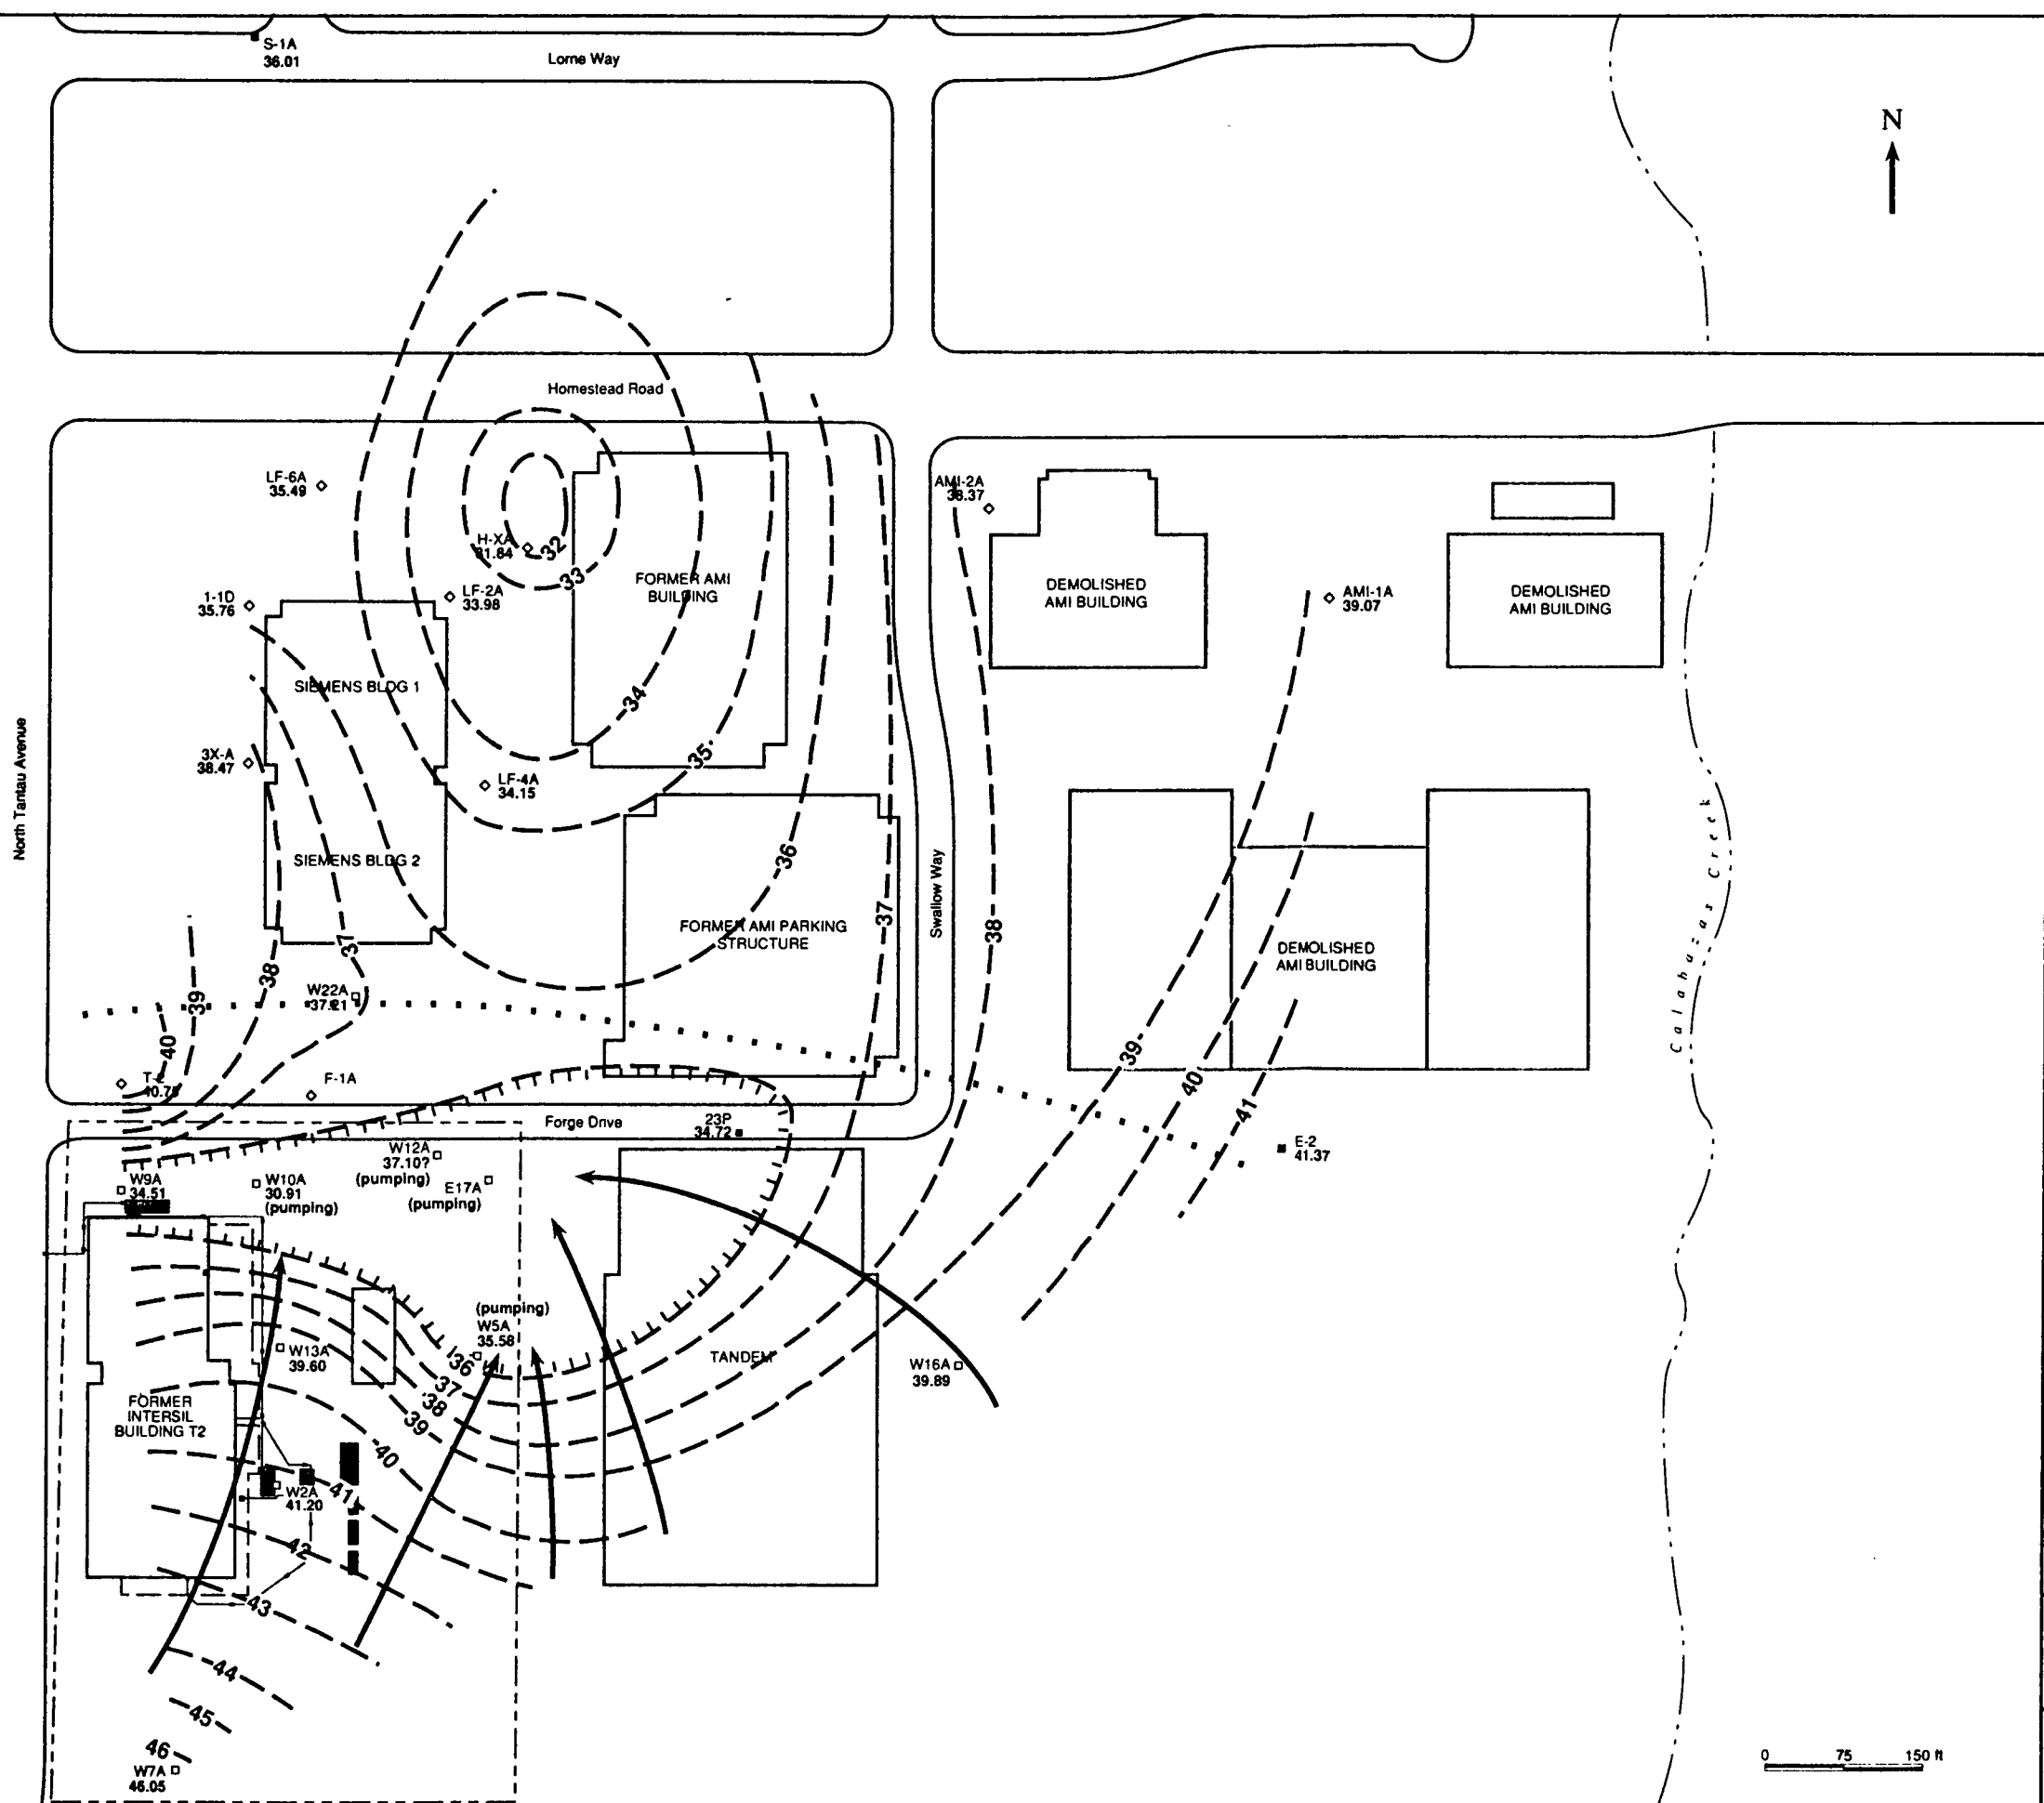 S-1A
36.01
Lorne Way
N
Homestead Road
LF-6A
35.49
AMI-2A
38.37
H-XA
31.84
32
33
1-1D
35.76
LF-2A
33.98
FORMER AMI
BUILDING
DEMOLISHED
AMI BUILDING
AMI-1A
39.07
DEMOLISHED
AMI BUILDING
SIEMENS BLDG 1
34
North Tantau Avenue
3X-A
38.47
35
LF-4A
34.15
SIEMENS BLDG 2
36
Swallow Way
Calahazas Creek
37
FORMER AMI PARKING
STRUCTURE
37
38
DEMOLISHED
AMI BUILDING
38
39
W22A
37.21
40
39
40
41
T-2
F-1A
Forge Drive
23P
34.72
E-2
41.37
W12A
37.10?
(pumping)
W9A
34.51
W10A
30.91
(pumping)
E17A
(pumping)
(pumping)
W5A
35.58
W13A
39.60
36
37
38
39
40
TANDEM
W16A
39.89
FORMER
INTERSIL
BUILDING T2
W2A
41.20
41
42
43
44
45
46
W7A
46.05
0 75 150 ft